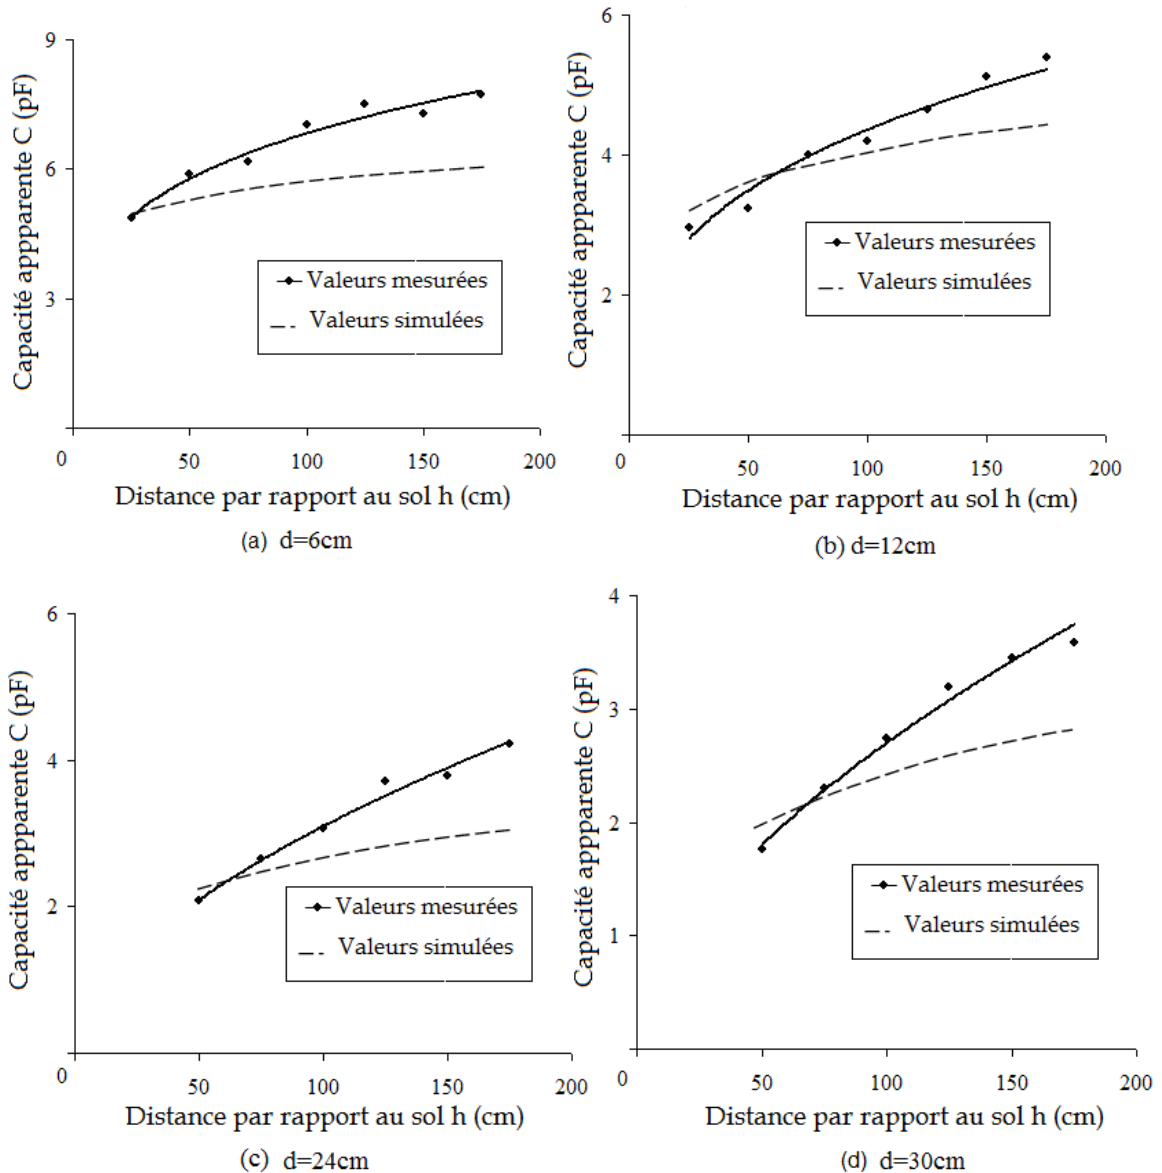 9
6
3
0
50
100
150
200
Capacité appparente C (pF)
Valeurs mesurées
Valeurs simulées
Distance par rapport au sol h (cm)
(a) d=6cm
6
4
2
0
50
100
150
200
Capacité appparente C (pF)
Valeurs mesurées
Valeurs simulées
Distance par rapport au sol h (cm)
(b) d=12cm
6
4
2
0
50
100
150
200
Capacité appparente C (pF)
Valeurs mesurées
Valeurs simulées
Distance par rapport au sol h (cm)
(c) d=24cm
4
3
2
1
0
50
100
150
200
Capacité appparente C (pF)
Valeurs mesurées
Valeurs simulées
Distance par rapport au sol h (cm)
(d) d=30cm